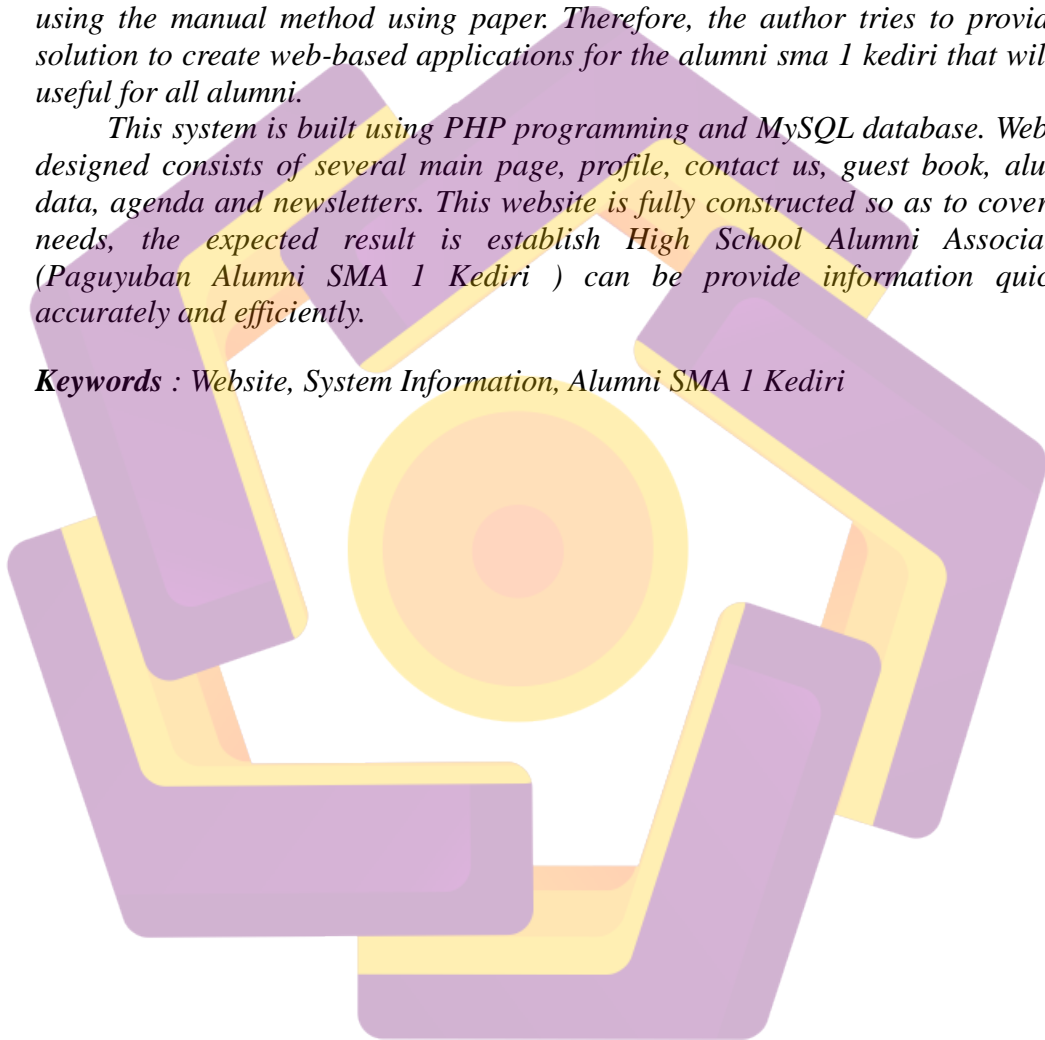 using the manual method using paper. Therefore, the author tries to provid
solution to create web-based applications for the alumni sma 1 kediri that wil
useful for all alumni.
This system is built using PHP programming and MySQL database. Web
designed consists of several main page, profile, contact us, guest book, alu
data, agenda and newsletters. This website is fully constructed so as to cover
needs, the expected result is establish High School Alumni Associa
(Paguyuban Alumni SMA 1 Kediri ) can be provide information quic
accurately and efficiently.
Keywords : Website, System Information, Alumni SMA 1 Kediri